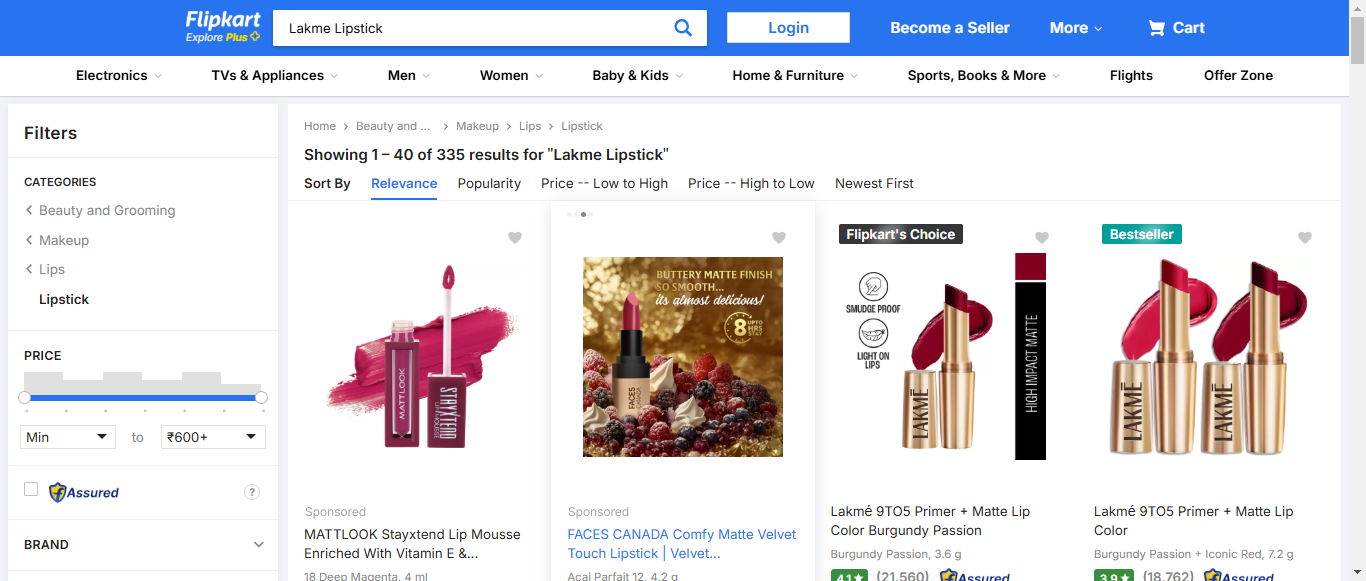 Flipkart
Explore Plus
Lakme Lipstick
Login
Become a Seller
More
Cart
Electronics
TVs & Appliances
Men
Women
Baby & Kids
Home & Furniture
Sports, Books & More
Flights
Offer Zone
Filters
CATEGORIES
Beauty and Grooming
Makeup
Lips
Lipstick
PRICE
Min
to
₹600+
Assured
?
BRAND
Home > Beauty and ... > Makeup > Lips > Lipstick
Showing 1 – 40 of 335 results for "Lakme Lipstick"
Sort By
Relevance
Popularity
Price -- Low to High
Price -- High to Low
Newest First
MATTLOOK
STAYXTEND
Sponsored
MATTLOOK Stayxtend Lip Mousse
Enriched With Vitamin E &...
18 Deep Magenta, 4 ml
BUTTERY MATTE FINISH
SO SMOOTH...
its almost delicious!
8 UPTO
HRS
STAY
FACES
CANADA
Sponsored
FACES CANADA Comfy Matte Velvet
Touch Lipstick | Velvet...
Acai Parfait 12, 4.2 g
Flipkart's Choice
SMUDGE PROOF
LIGHT ON
LIPS
LAKMĒ
HIGH IMPACT MATTE
Lakmé 9TO5 Primer + Matte Lip
Color Burgundy Passion
Burgundy Passion, 3.6 g
4.1★ (21,560) Assured
Bestseller
LAKMĒ
LAKMĒ
Lakmé 9TO5 Primer + Matte Lip
Color
Burgundy Passion + Iconic Red, 7.2 g
3.9★ (18,762) Assured